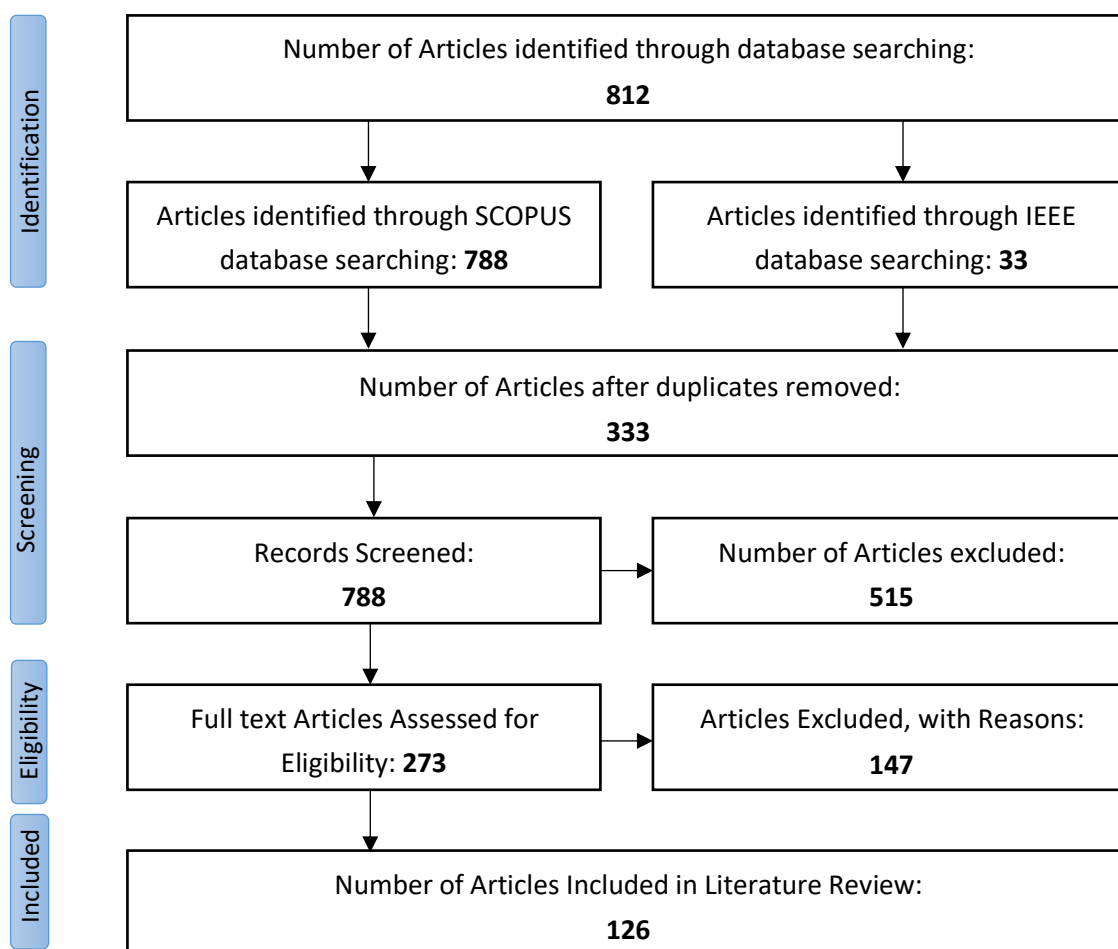 Identification
Number of Articles identified through database searching:
812
Articles identified through SCOPUS
database searching: 788
Articles identified through IEEE
database searching: 33
Screening
Number of Articles after duplicates removed:
333
Records Screened:
788
Number of Articles excluded:
515
Eligibility
Full text Articles Assessed for
Eligibility: 273
Articles Excluded, with Reasons:
147
Included
Number of Articles Included in Literature Review:
126